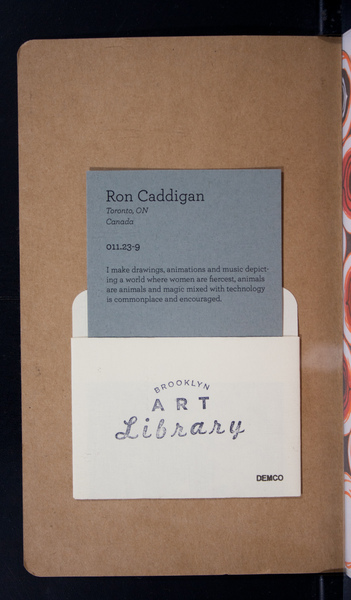 Ron Caddigan
Toronto, ON
Canada
011.23-9
I make drawings, animations and music depict-
ing a world where women are fiercest, animals
are animals and magic mixed with technology
is commonplace and encouraged.
BROOKLYN
ART
Library
DEMCO